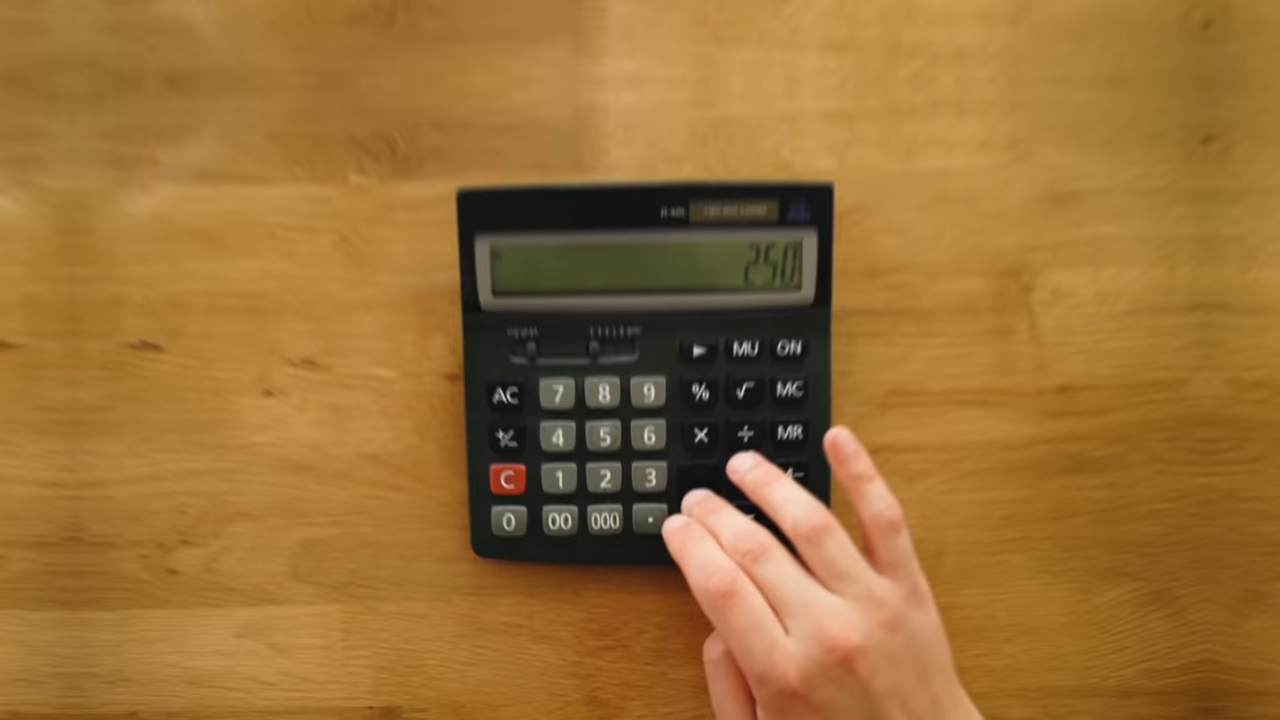 250
► MU ON
AC 7 8 9 % √ MC
4 5 6 × ÷ MR
C 1 2 3
0 00 000 .